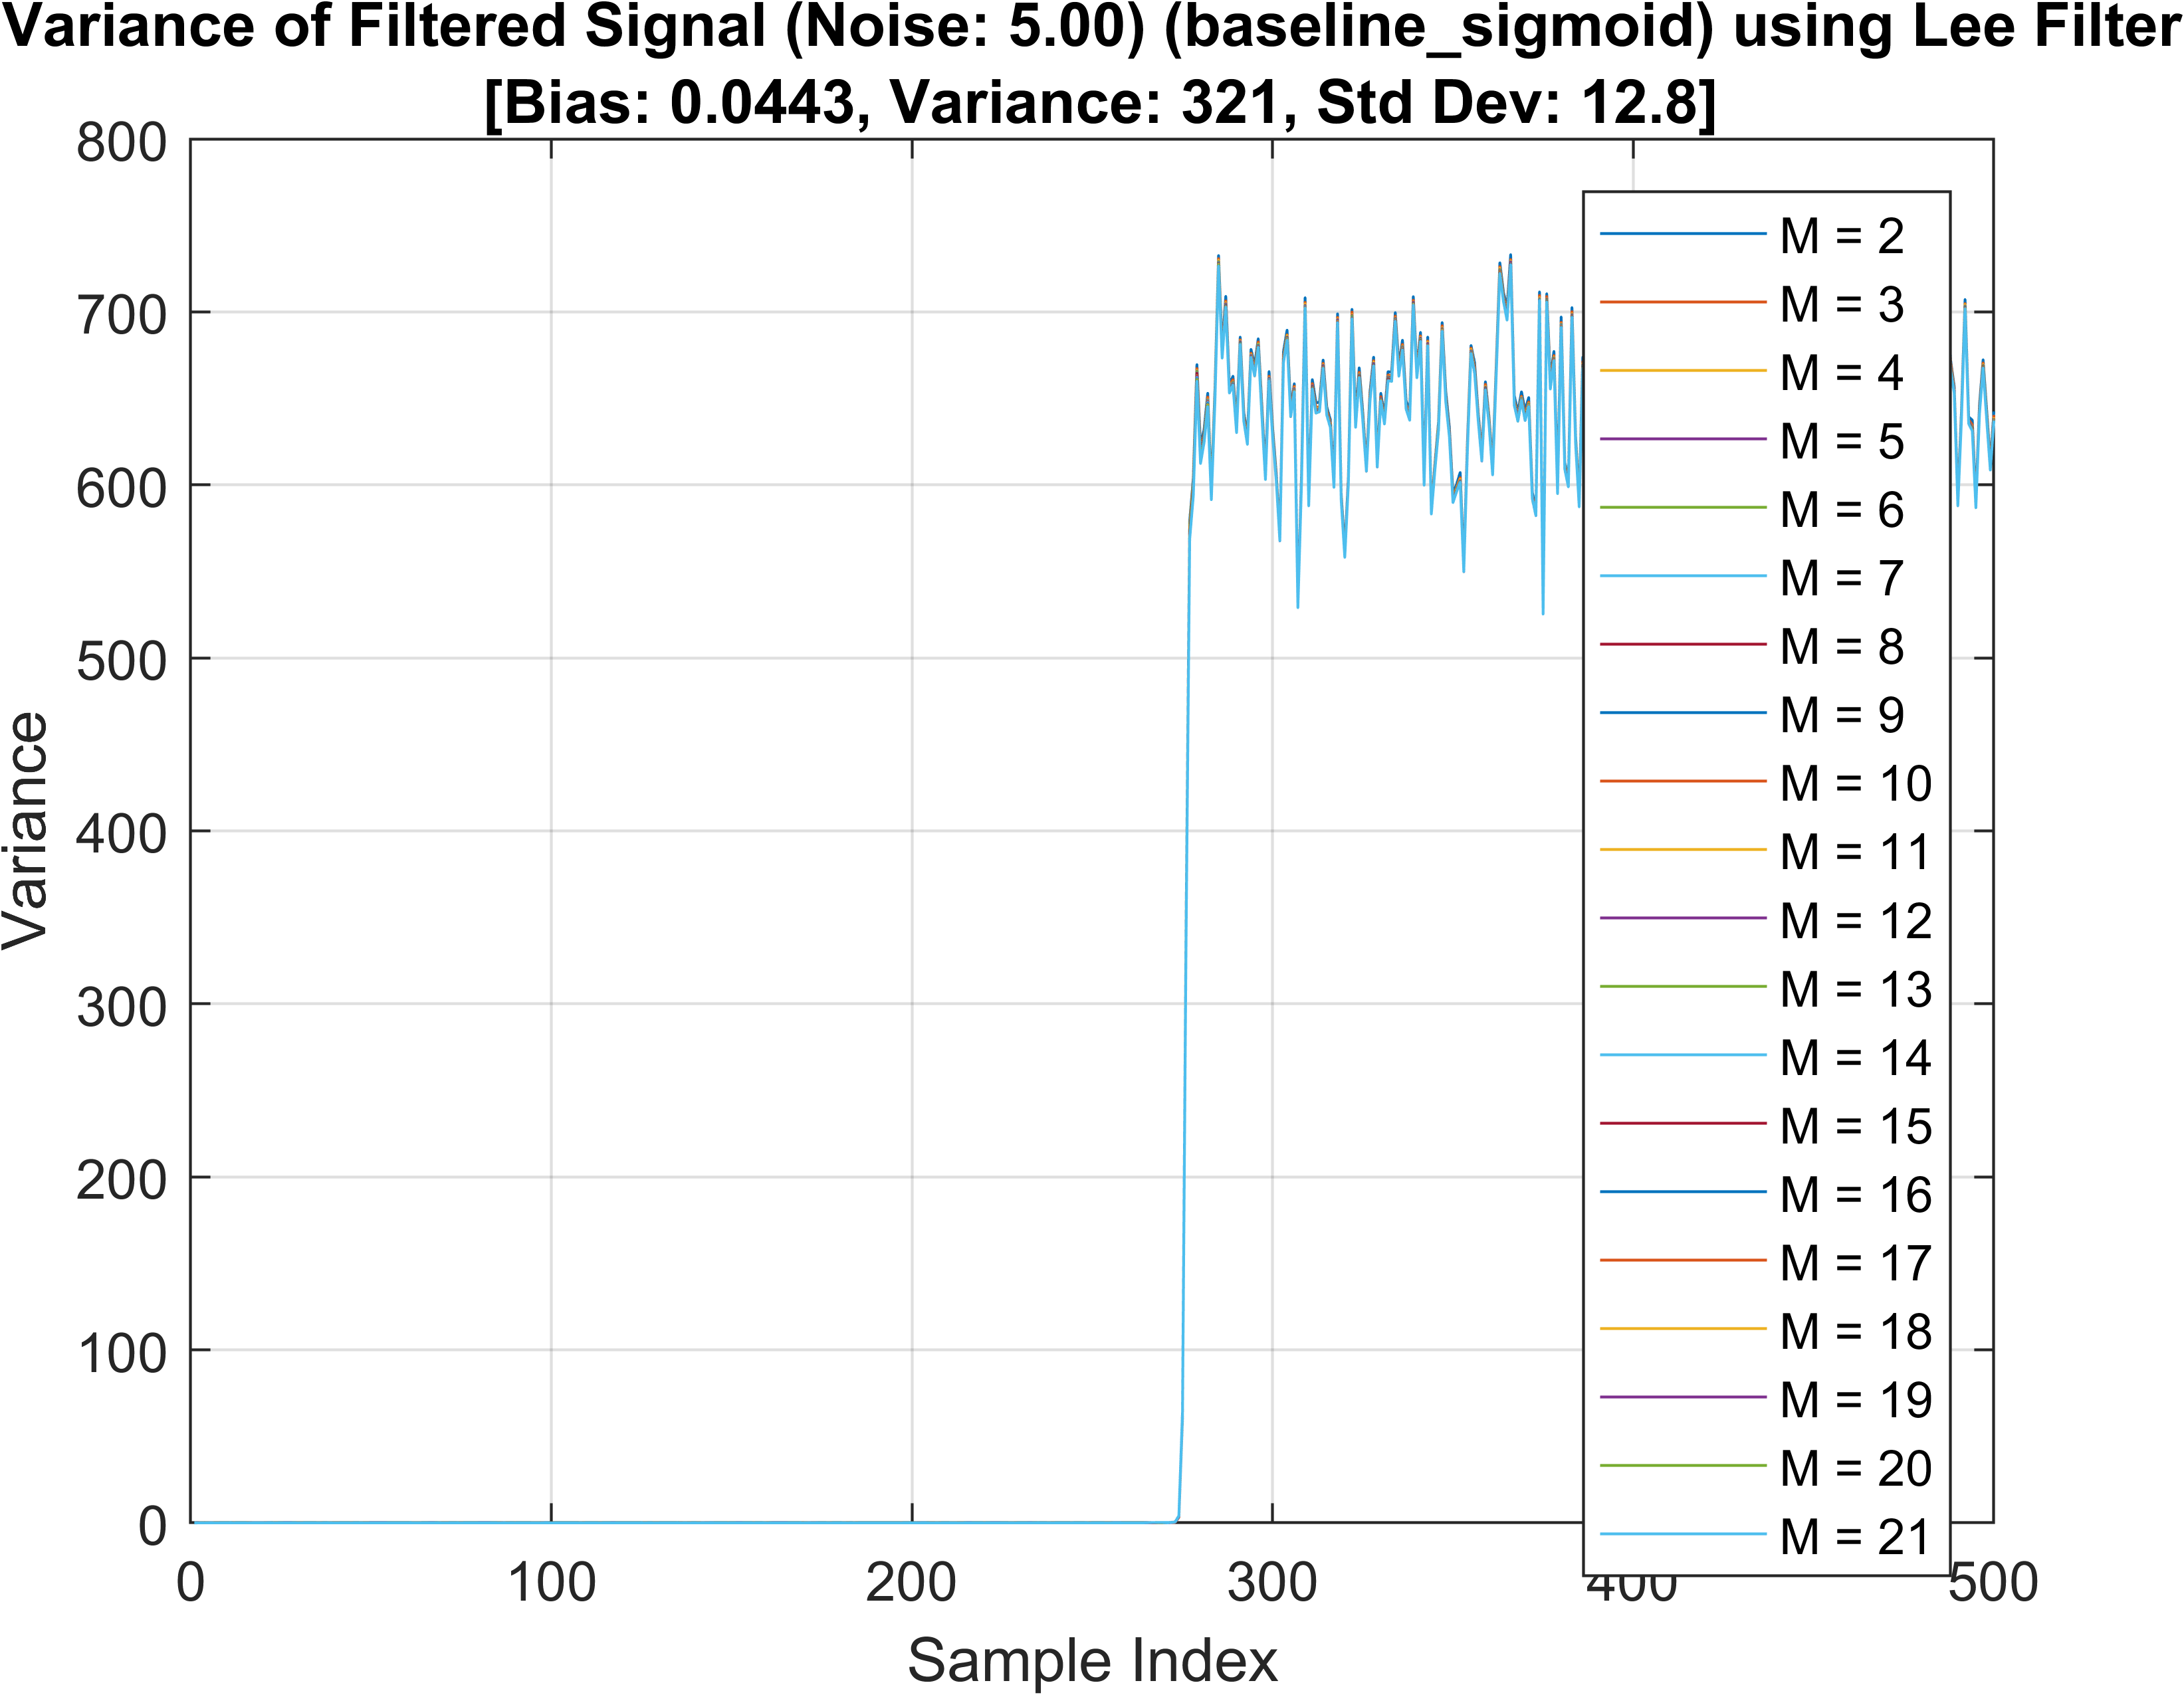 Variance of Filtered Signal (Noise: 5.00) (baseline_sigmoid) using Lee Filter
[Bias: 0.0443, Variance: 321, Std Dev: 12.8]
800
700
600
500
400
300
200
100
0
Variance
0
100
200
300
400
500
Sample Index
M = 2
M = 3
M = 4
M = 5
M = 6
M = 7
M = 8
M = 9
M = 10
M = 11
M = 12
M = 13
M = 14
M = 15
M = 16
M = 17
M = 18
M = 19
M = 20
M = 21